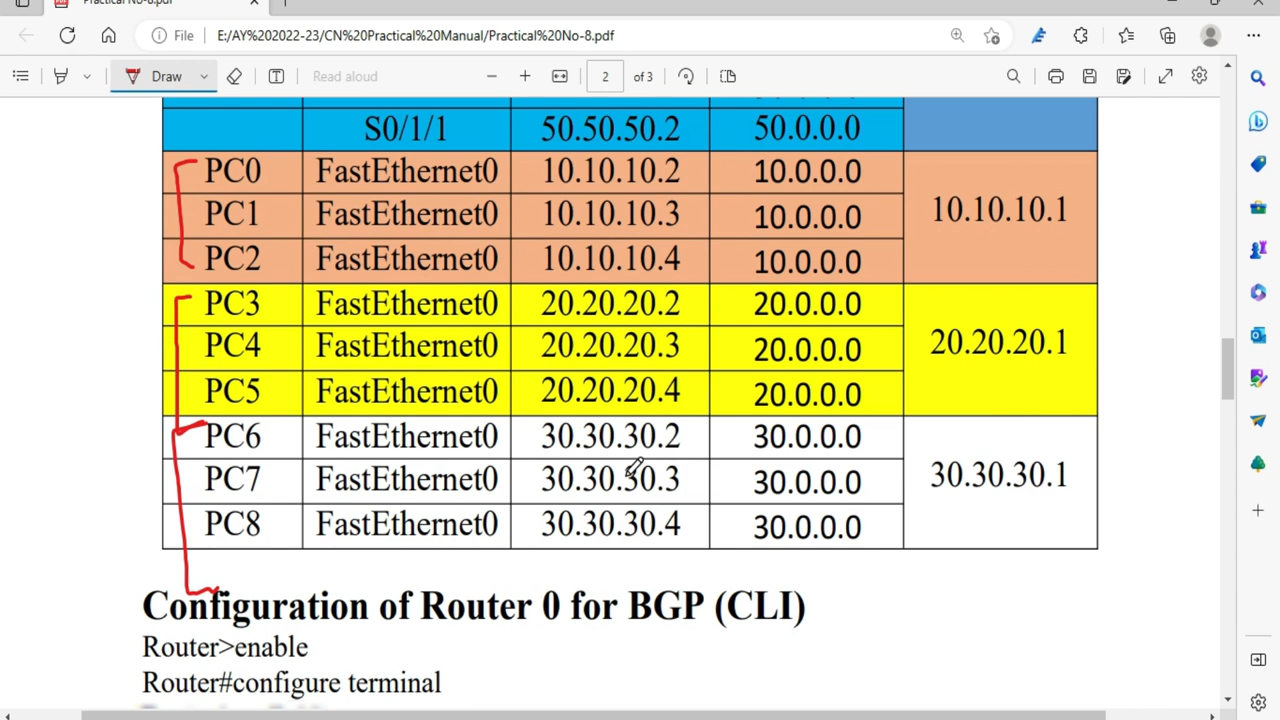 Practical No-8.pdf
File E:/AY%202022-23/CN%20Practical%20Manual/Practical%20No-8.pdf
Draw Read aloud 2 of 3
S0/1/1 50.50.50.2 50.0.0.0
PC0 FastEthernet0 10.10.10.2 10.0.0.0
PC1 FastEthernet0 10.10.10.3 10.0.0.0 10.10.10.1
PC2 FastEthernet0 10.10.10.4 10.0.0.0
PC3 FastEthernet0 20.20.20.2 20.0.0.0
PC4 FastEthernet0 20.20.20.3 20.0.0.0 20.20.20.1
PC5 FastEthernet0 20.20.20.4 20.0.0.0
PC6 FastEthernet0 30.30.30.2 30.0.0.0
PC7 FastEthernet0 30.30.30.3 30.0.0.0 30.30.30.1
PC8 FastEthernet0 30.30.30.4 30.0.0.0
Configuration of Router 0 for BGP (CLI)
Router>enable
Router#configure terminal